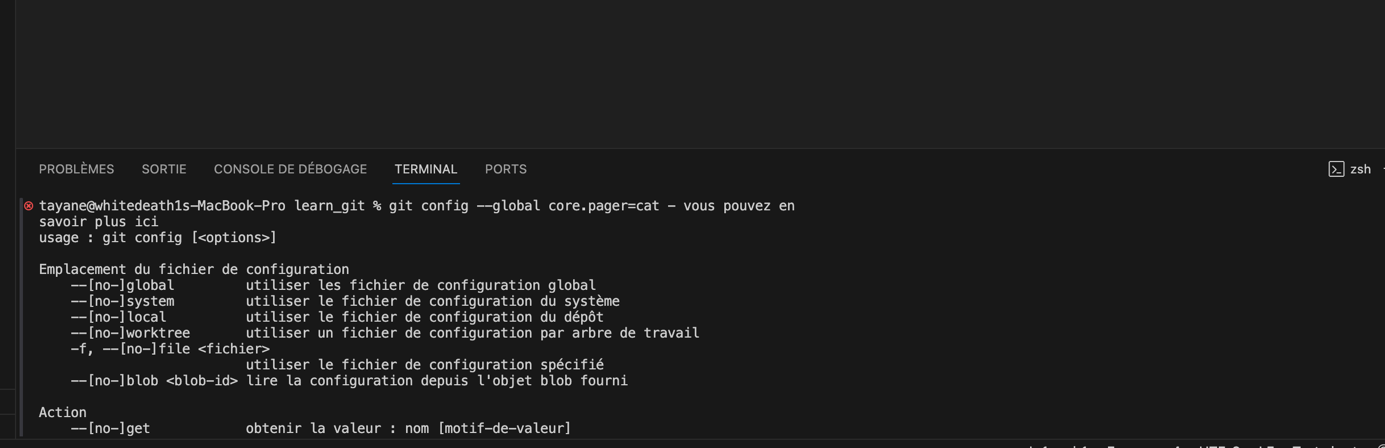 PROBLÈMES SORTIE CONSOLE DE DÉBOGAGE TERMINAL PORTS zsh
tayane@whitedeath1s-MacBook-Pro learn_git % git config --global core.pager=cat - vous pouvez en
savoir plus ici
usage : git config [<options>]
Emplacement du fichier de configuration
--[no-]global utiliser les fichier de configuration global
--[no-]system utiliser le fichier de configuration du système
--[no-]local utiliser le fichier de configuration du dépôt
--[no-]worktree utiliser un fichier de configuration par arbre de travail
-f, --[no-]file <fichier>
utiliser le fichier de configuration spécifié
--[no-]blob <blob-id> lire la configuration depuis l'objet blob fourni
Action
--[no-]get obtenir la valeur : nom [motif-de-valeur]